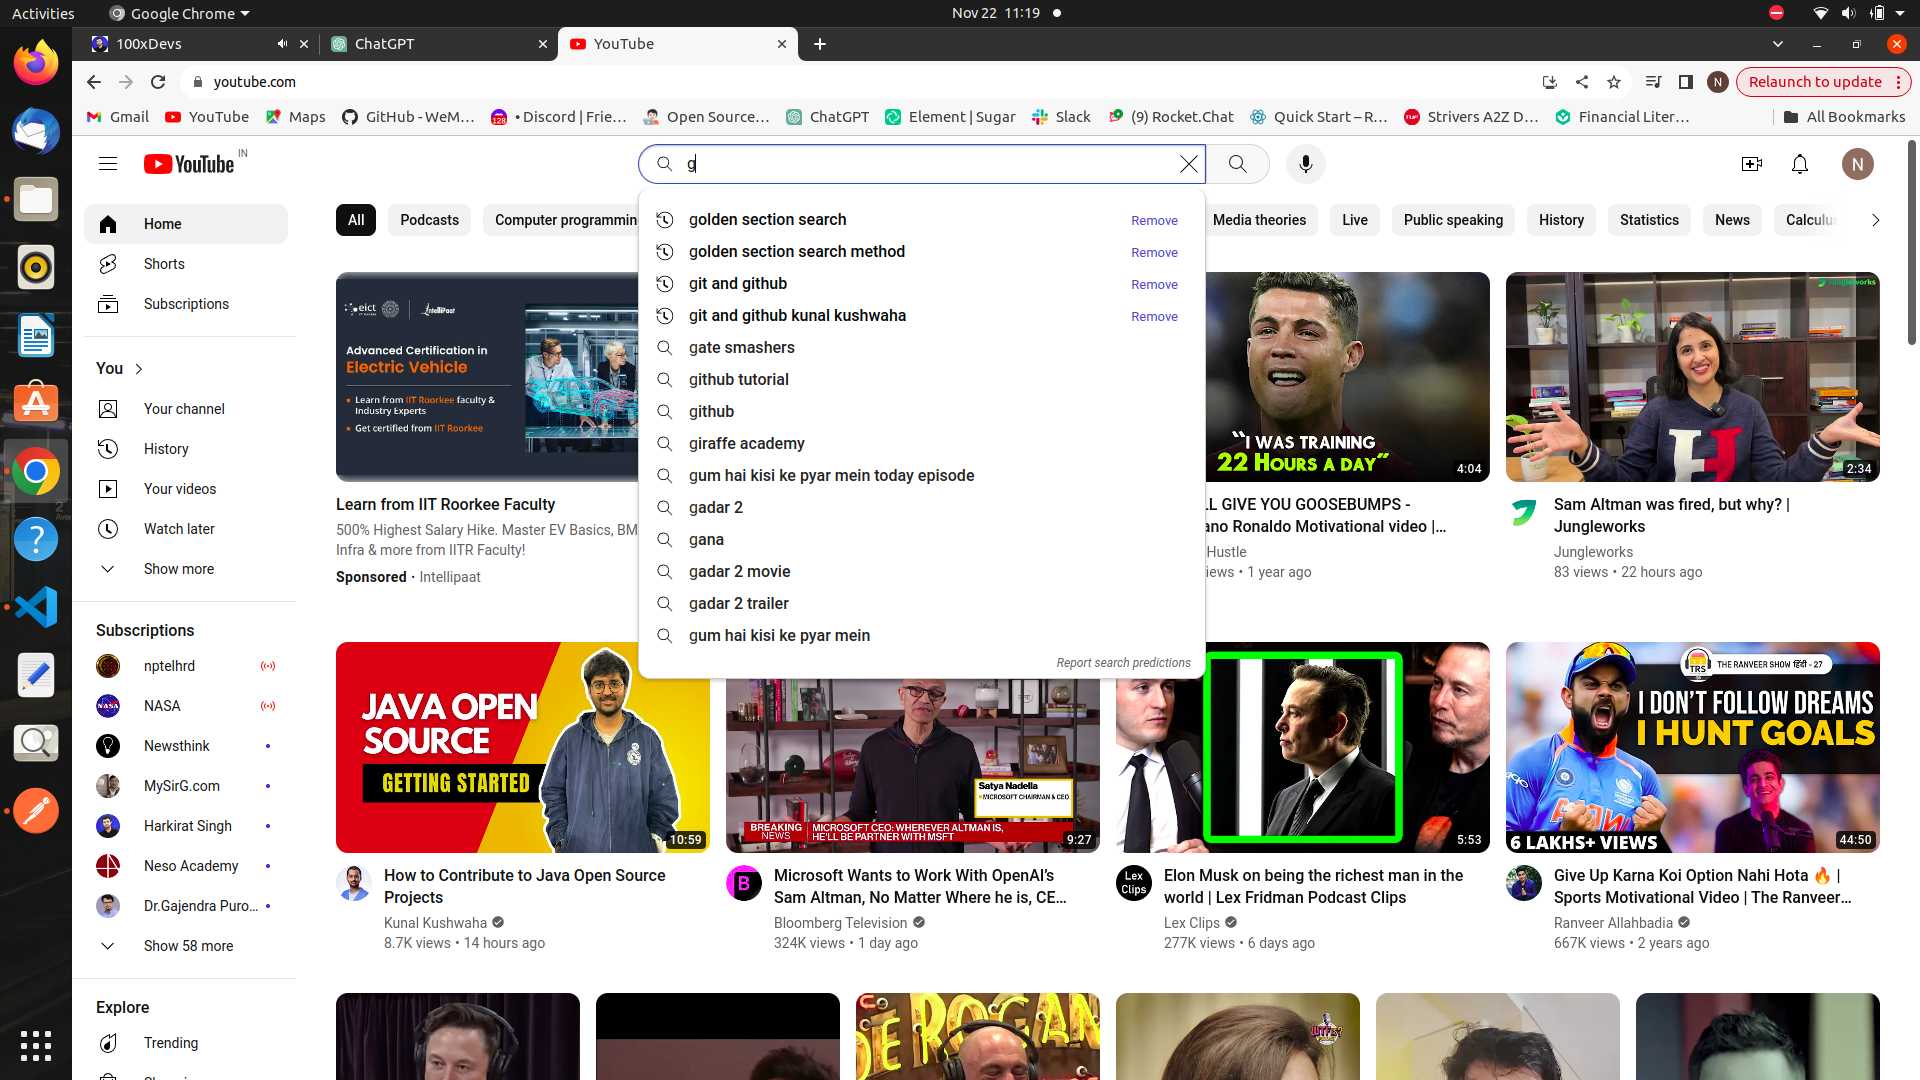 Activities
Google Chrome
Nov 22 11:19
100xDevs
ChatGPT
YouTube
youtube.com
N
Relaunch to update
Gmail
YouTube
Maps
GitHub - WeM…
128
• Discord | Frie…
Open Source…
ChatGPT
Element | Sugar
Slack
(9) Rocket.Chat
Quick Start – R…
TUF
Strivers A2Z D…
Financial Liter…
All Bookmarks
YouTube IN
g
N
Home
Shorts
Subscriptions
You
Your channel
History
Your videos
Watch later
Show more
Subscriptions
nptelhrd
NASA
Newsthink
MySirG.com
Harkirat Singh
Neso Academy
Dr.Gajendra Puro…
Show 58 more
Explore
Trending
All
Podcasts
Computer programmin
Media theories
Live
Public speaking
History
Statistics
News
Calculu
golden section search
Remove
golden section search method
Remove
git and github
Remove
git and github kunal kushwaha
Remove
gate smashers
github tutorial
github
giraffe academy
gum hai kisi ke pyar mein today episode
gadar 2
gana
gadar 2 movie
gadar 2 trailer
gum hai kisi ke pyar mein
Report search predictions
eict
IntelliPaat
Advanced Certification in
Electric Vehicle
Learn from IIT Roorkee faculty &
Industry Experts
Get certified from IIT Roorkee
Learn from IIT Roorkee Faculty
500% Highest Salary Hike. Master EV Basics, BM
Infra & more from IITR Faculty!
Sponsored · Intellipaat
"I WAS TRAINING
22 HOURS A DAY"
4:04
LL GIVE YOU GOOSEBUMPS -
ano Ronaldo Motivational video |…
Hustle
iews • 1 year ago
Jungleworks
2:34
Sam Altman was fired, but why? |
Jungleworks
Jungleworks
83 views • 22 hours ago
JAVA OPEN
SOURCE
GETTING STARTED
10:59
How to Contribute to Java Open Source
Projects
Kunal Kushwaha
8.7K views • 14 hours ago
Satya Nadella
MICROSOFT CHAIRMAN & CEO
BREAKING
NEWS
MICROSOFT CEO: WHEREVER ALTMAN IS,
HE'LL BE PARTNER WITH MSFT
9:27
B
Microsoft Wants to Work With OpenAI's
Sam Altman, No Matter Where he is, CE…
Bloomberg Television
324K views • 1 day ago
5:53
Lex
Clips
Elon Musk on being the richest man in the
world | Lex Fridman Podcast Clips
Lex Clips
277K views • 6 days ago
TRS
THE RANVEER SHOW हिंदी - 27
I DON'T FOLLOW DREAMS
I HUNT GOALS
6 LAKHS+ VIEWS
44:50
Give Up Karna Koi Option Nahi Hota 🔥 |
Sports Motivational Video | The Ranveer…
Ranveer Allahbadia
667K views • 2 years ago
OE ROGAN
WTF is?